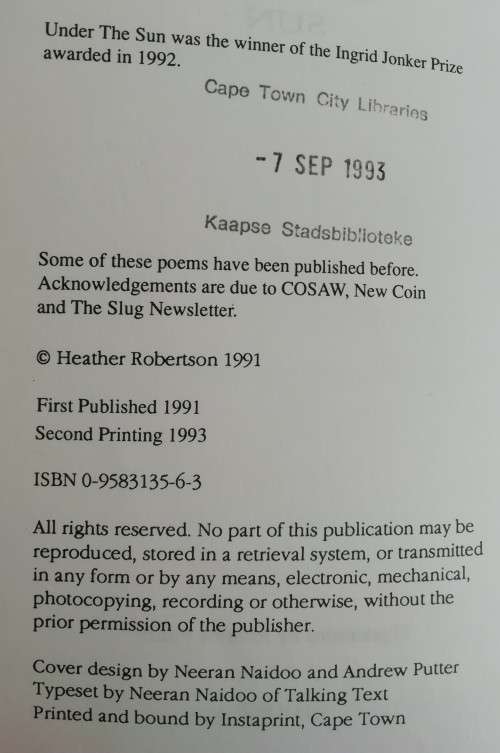 Under The Sun was the winner of the Ingrid Jonker Prize
awarded in 1992.
Cape Town City Libraries
-7 SEP 1993
Kaapse Stadsbiblioteke
Some of these poems have been published before.
Acknowledgements are due to COSAW, New Coin
and The Slug Newsletter.
© Heather Robertson 1991
First Published 1991
Second Printing 1993
ISBN 0-9583135-6-3
All rights reserved. No part of this publication may be
reproduced, stored in a retrieval system, or transmitted
in any form or by any means, electronic, mechanical,
photocopying, recording or otherwise, without the
prior permission of the publisher.
Cover design by Neeran Naidoo and Andrew Putter
Typeset by Neeran Naidoo of Talking Text
Printed and bound by Instaprint, Cape Town